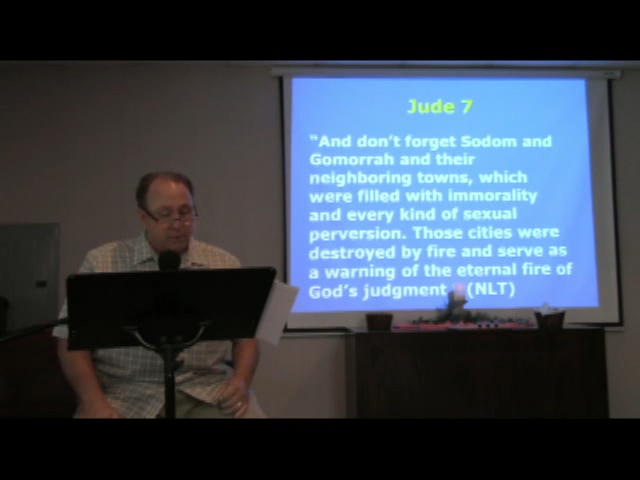 Jude 7
“And don’t forget Sodom and
Gomorrah and their
neighboring towns, which
were filled with immorality
and every kind of sexual
perversion. Those cities were
destroyed by fire and serve as
a warning of the eternal fire of
God’s judgment (NLT)